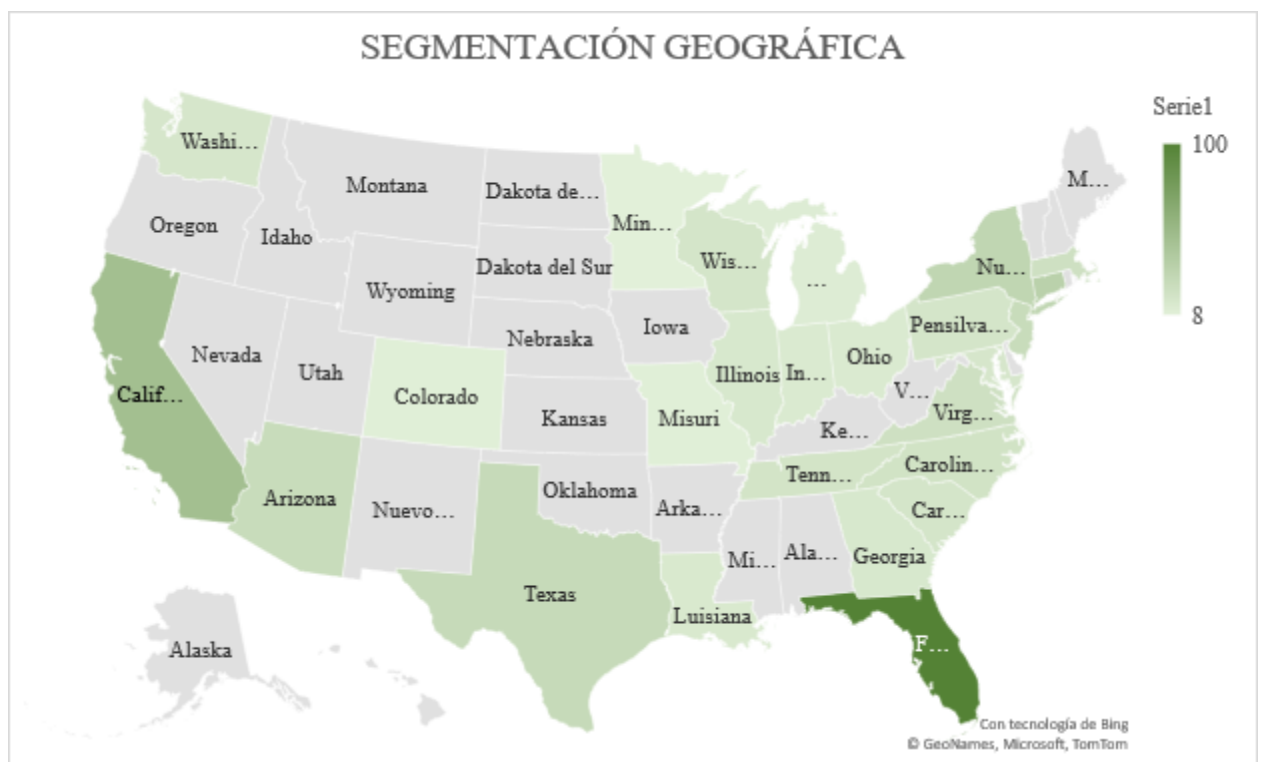 SEGMENTACIÓN GEOGRÁFICA
Serie1
100
8
Washi...
Montana
Dakota de...
M...
Oregon
Idaho
Min...
Dakota del Sur
Wis...
Nu...
Wyoming
...
Nebraska
Iowa
Pensilva...
Nevada
Utah
Illinois
In...
Ohio
Calif...
Colorado
Kansas
Misuri
V...
Virg...
Ke...
Arizona
Nuevo...
Oklahoma
Arka...
Tenn...
Carolin...
Car...
Mi...
Ala...
Georgia
Texas
Luisiana
Alaska
F...
Con tecnología de Bing
© GeoNames, Microsoft, TomTom